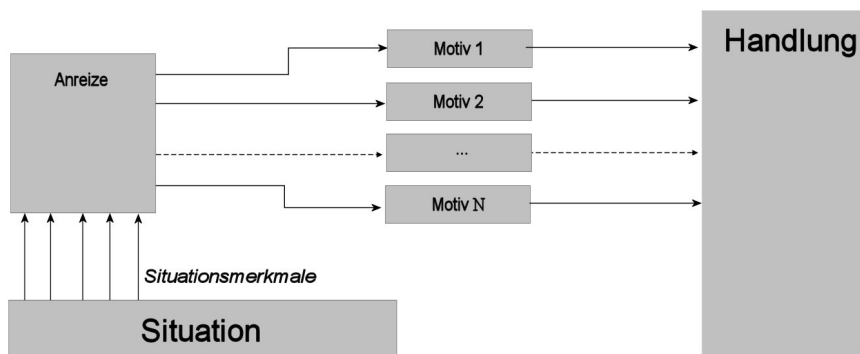 Anreize
Motiv 1
Motiv 2
...
Motiv N
Handlung
Situationsmerkmale
Situation